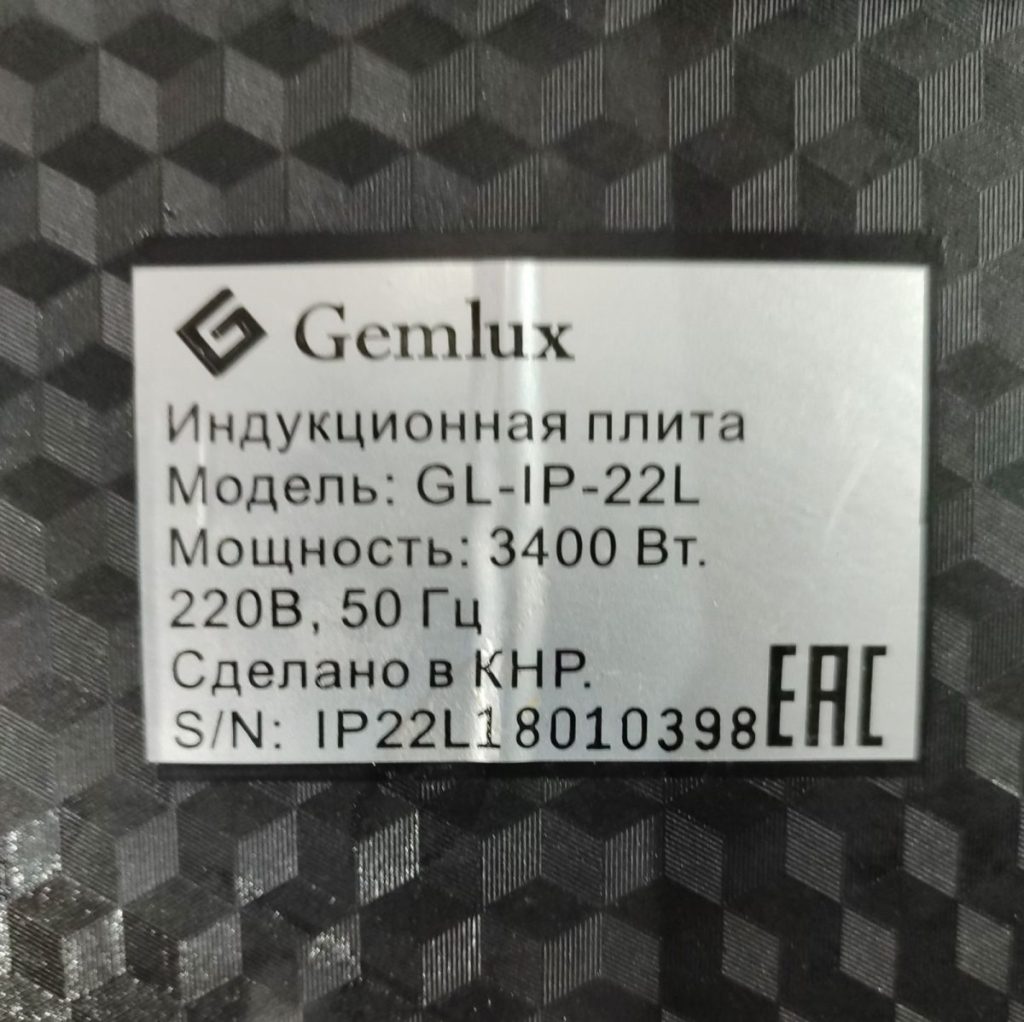 Gemlux
Индукционная плита
Модель: GL-IP-22L
Мощность: 3400 Вт.
220В, 50 Гц
Сделано в КНР.
S/N: IP22L18010398
EAC